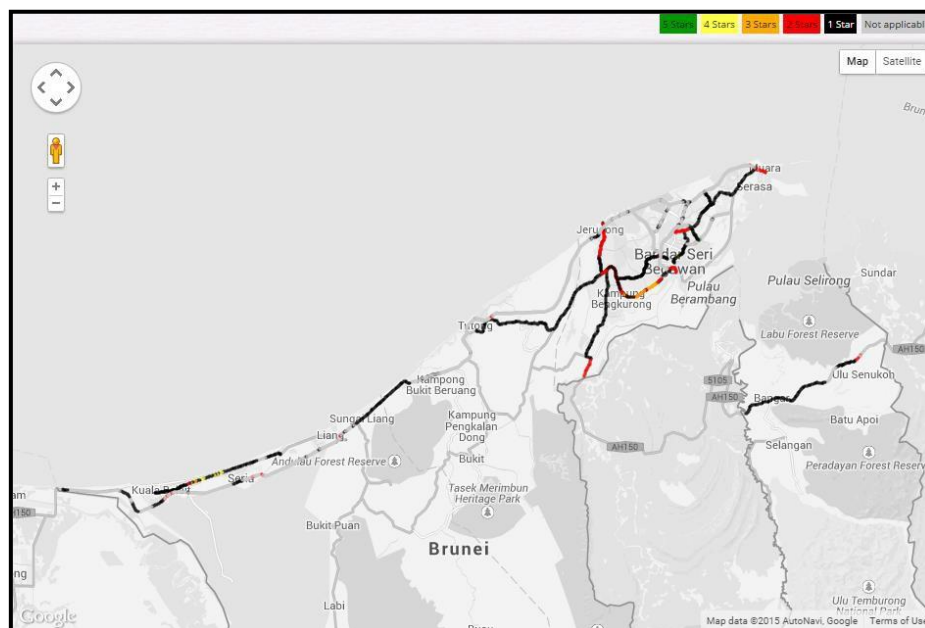 5 Stars 4 Stars 3 Stars 2 Stars 1 Star Not applicabl
Map Satellite
Muara
Serasa
Jerudong
Bandar Seri
Begawan
Sundar
Pulau Selirong
Pulau
Berambang
Kampung
Bengkurong
Labu Forest Reserve
Tutong
AH150
Ulu Senukoh
Kampong
Bukit Beruang
AH150
Bangar
Sungai Liang
Batu Apoi
Kampung
Pengkalan
Dong
Liang
AH150
Selangan
Bukit
Andulau Forest Reserve
Peradayan Forest Reserv
Seria
Tasek Merimbun
Heritage Park
Kuala Belait
am
AH150
Bukit Puan
Brunei
ng
Labi
Ulu Temburong
National Park
Google
Map data ©2015 AutoNavi, Google Terms of Use